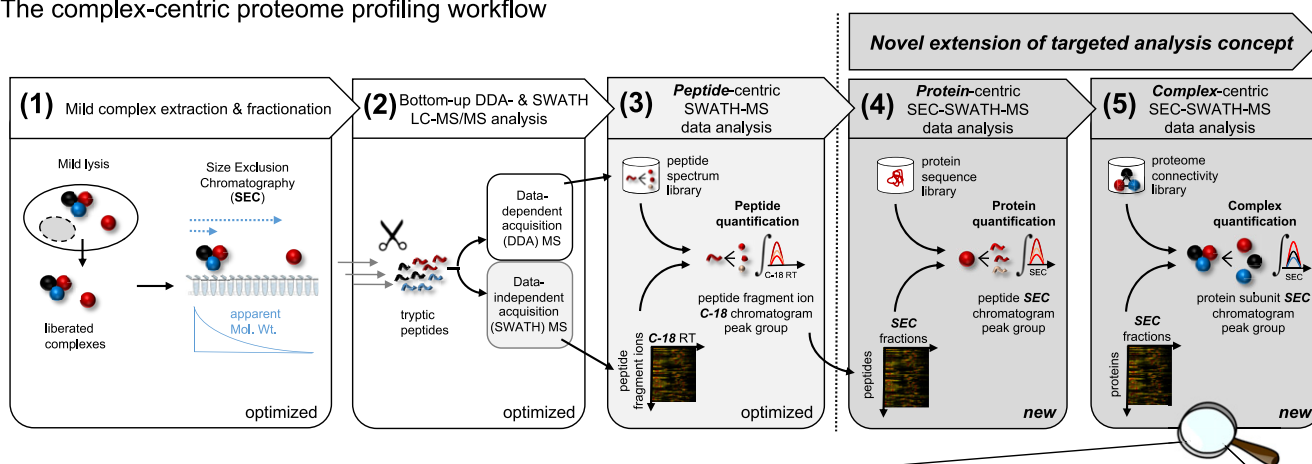 The complex-centric proteome profiling workflow
Novel extension of targeted analysis concept
(1) Mild complex extraction & fractionation
Mild lysis
Size Exclusion
Chromatography
(SEC)
liberated
complexes
apparent
Mol. Wt.
optimized
(2) Bottom-up DDA- & SWATH
LC-MS/MS analysis
tryptic
peptides
Data-
dependent
acquisition
(DDA) MS
Data-
independent
acquisition
(SWATH) MS
optimized
(3) Peptide-centric
SWATH-MS
data analysis
peptide
spectrum
library
Peptide
quantification
C-18 RT
peptide fragment ion
C-18 chromatogram
peak group
C-18 RT
peptide
fragment ions
optimized
(4) Protein-centric
SEC-SWATH-MS
data analysis
protein
sequence
library
Protein
quantification
SEC
peptide SEC
chromatogram
peak group
SEC
fractions
peptides
new
(5) Complex-centric
SEC-SWATH-MS
data analysis
proteome
connectivity
library
Complex
quantification
SEC
protein subunit SEC
chromatogram
peak group
SEC
fractions
proteins
new